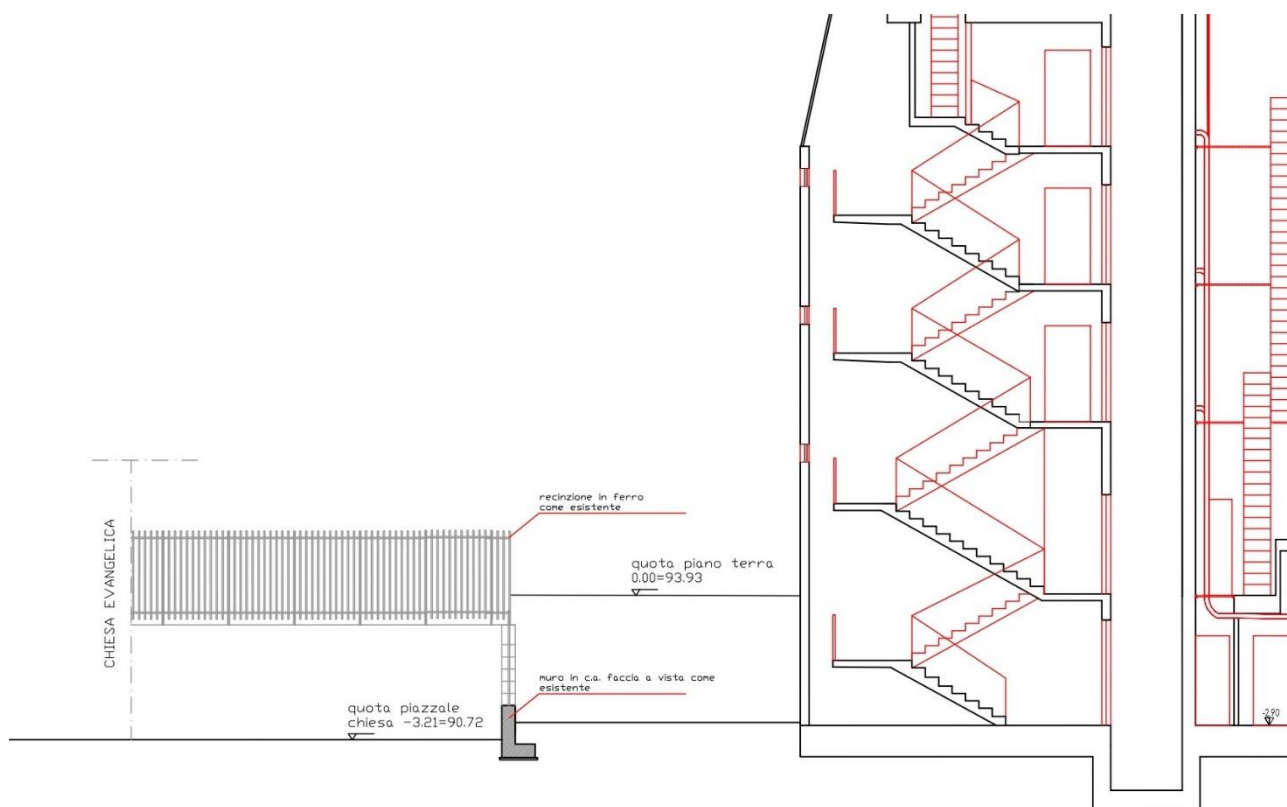 recinzione in ferro
come esistente
CHIESA EVANGELICA
quota piano terra
0.00=93.93
muro in c.a. faccia a vista come
esistente
quota piazzale
chiesa -3.21=90.72
-2.90